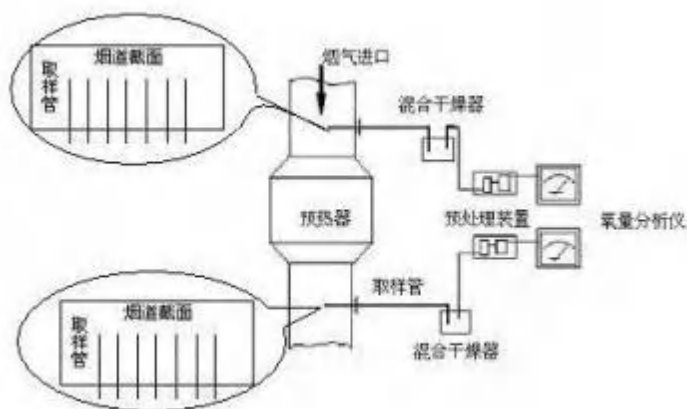 烟道截面
取样管
烟气进口
混合干燥器
预热器
预处理装置
氧量分析仪
取样管
烟道截面
取样管
混合干燥器